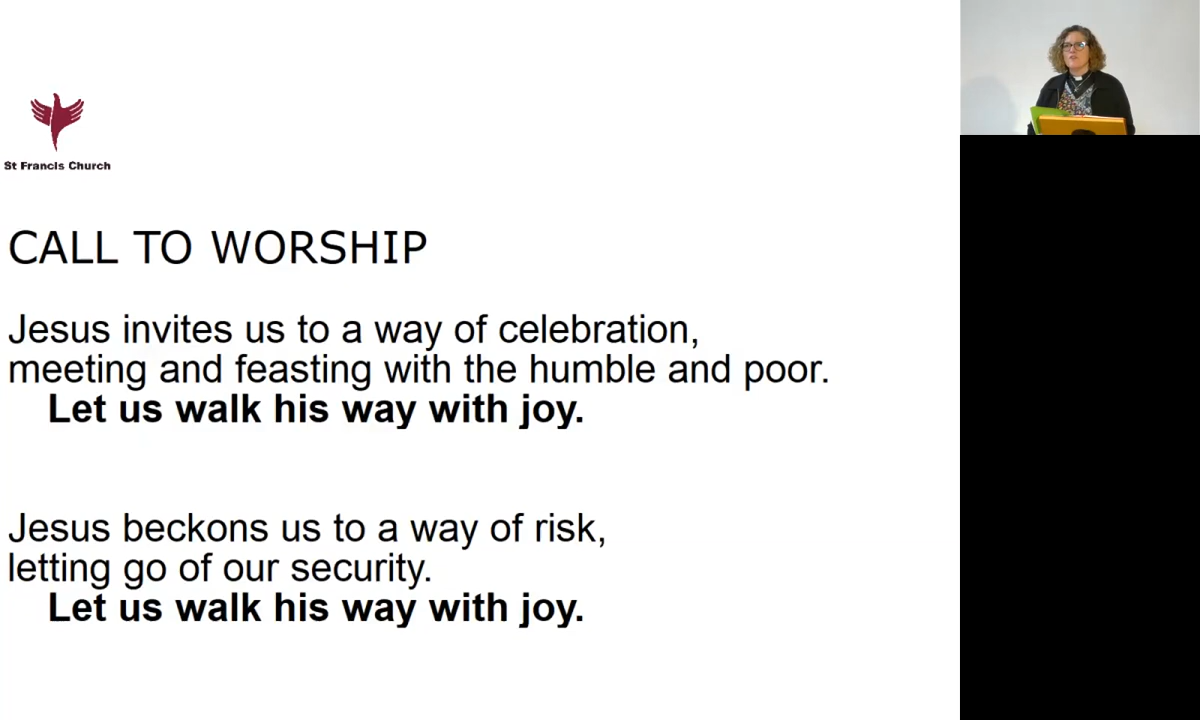 St Francis Church
CALL TO WORSHIP
Jesus invites us to a way of celebration,
meeting and feasting with the humble and poor.
Let us walk his way with joy.
Jesus beckons us to a way of risk,
letting go of our security.
Let us walk his way with joy.